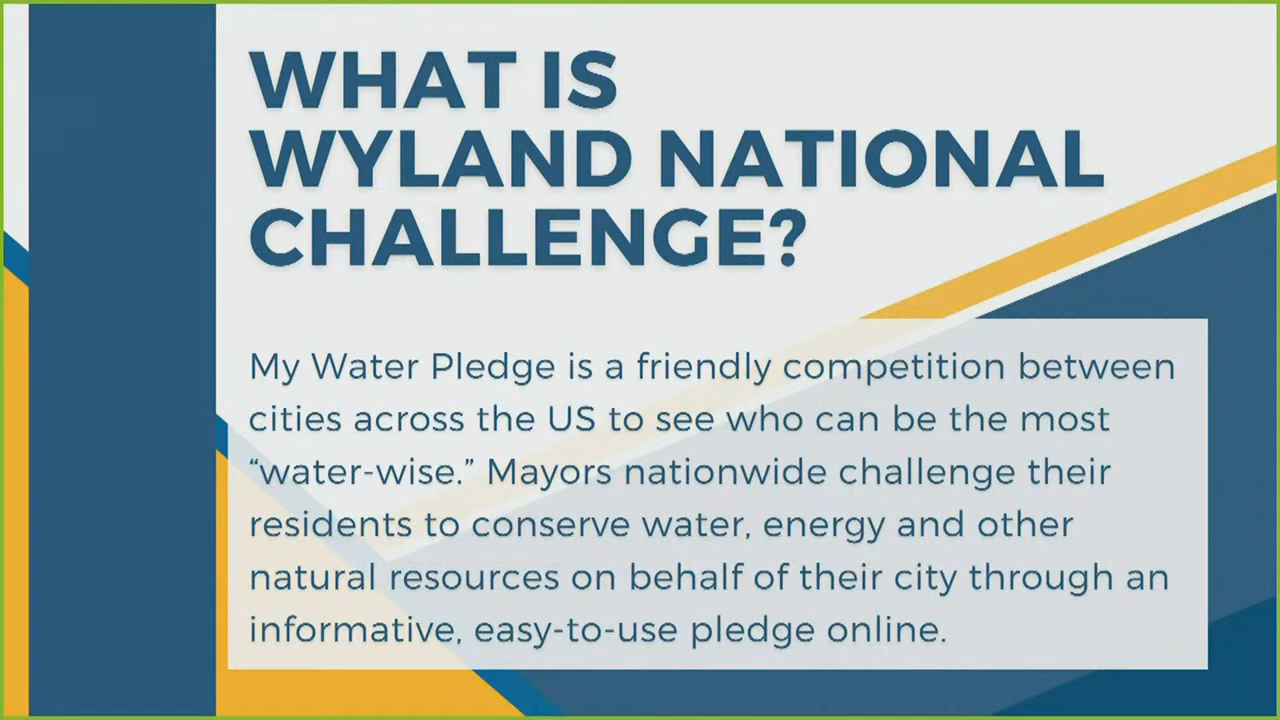 WHAT IS
WYLAND NATIONAL
CHALLENGE?
My Water Pledge is a friendly competition between
cities across the US to see who can be the most
“water-wise.” Mayors nationwide challenge their
residents to conserve water, energy and other
natural resources on behalf of their city through an
informative, easy-to-use pledge online.